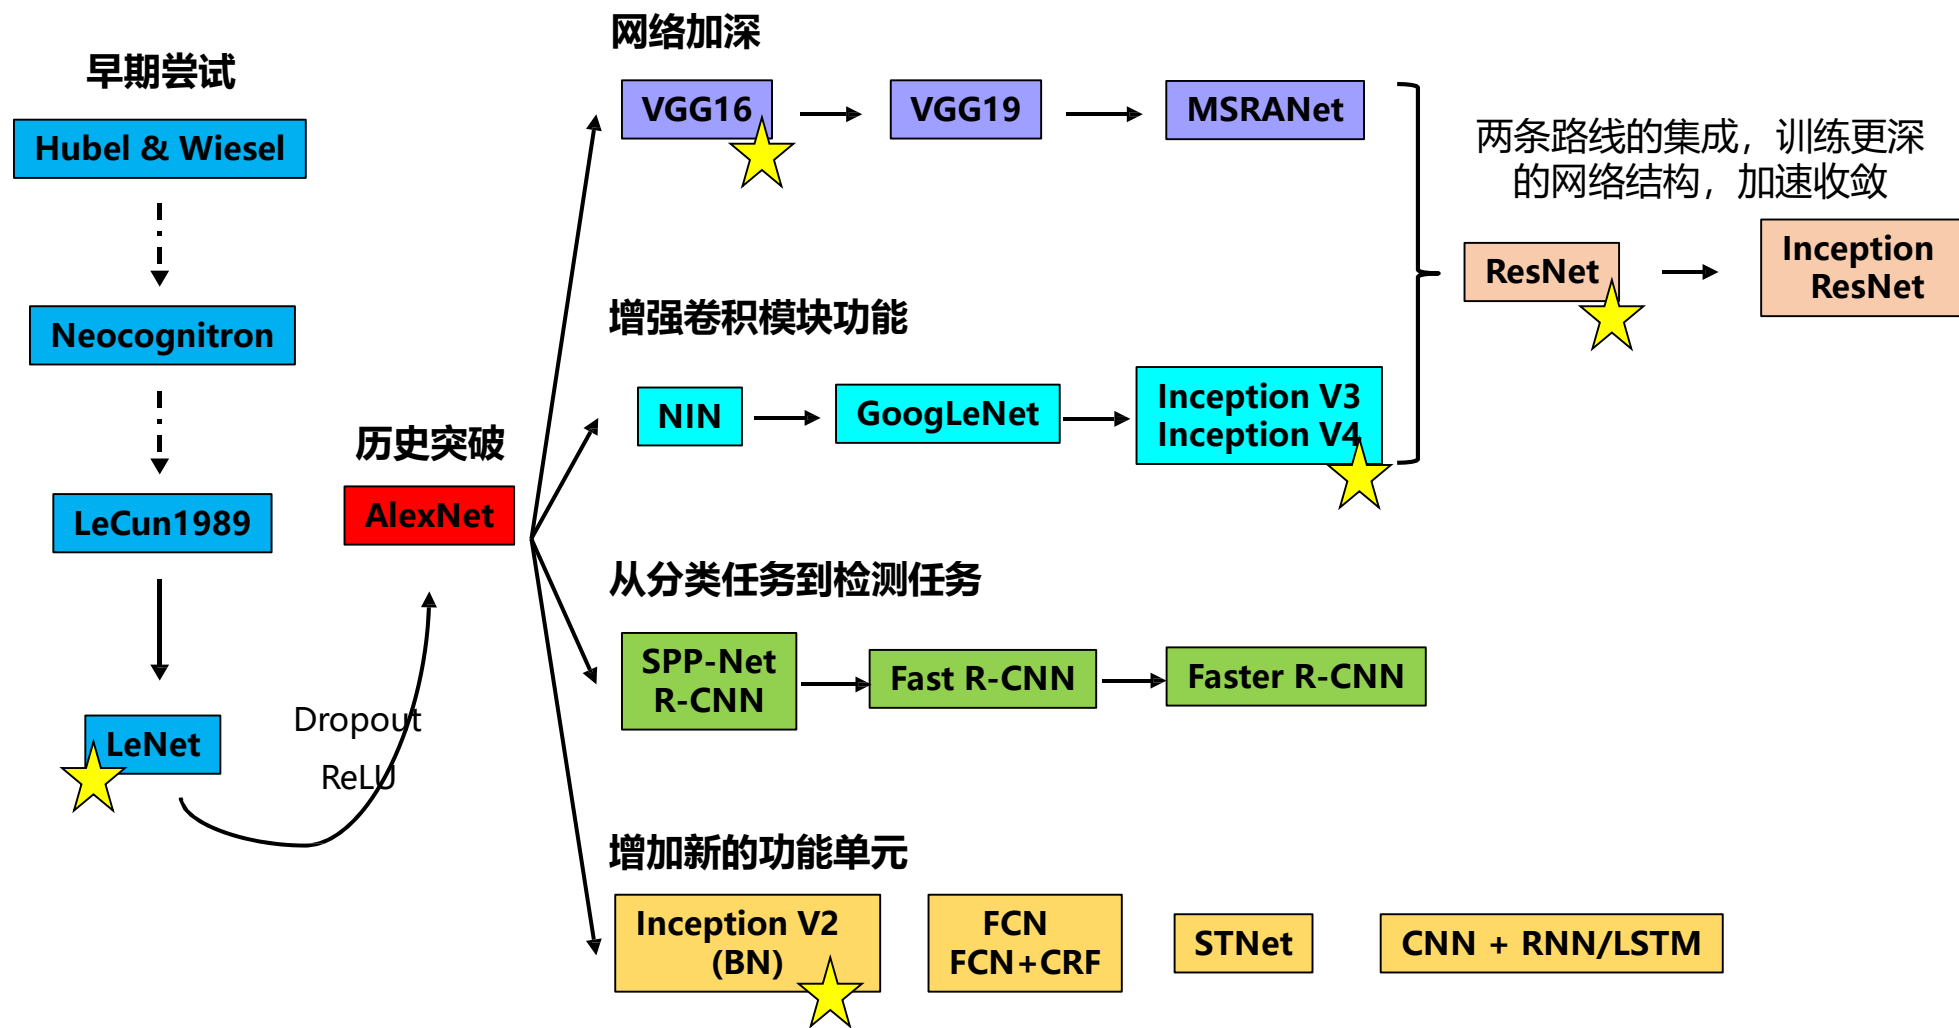 早期尝试
Hubel & Wiesel
Neocognitron
LeCun1989
LeNet
Dropout
ReLU
历史突破
AlexNet
网络加深
VGG16
VGG19
MSRANet
增强卷积模块功能
NIN
GoogLeNet
Inception V3
Inception V4
两条路线的集成，训练更深
的网络结构，加速收敛
ResNet
Inception
ResNet
从分类任务到检测任务
SPP-Net
R-CNN
Fast R-CNN
Faster R-CNN
增加新的功能单元
Inception V2
(BN)
FCN
FCN+CRF
STNet
CNN + RNN/LSTM